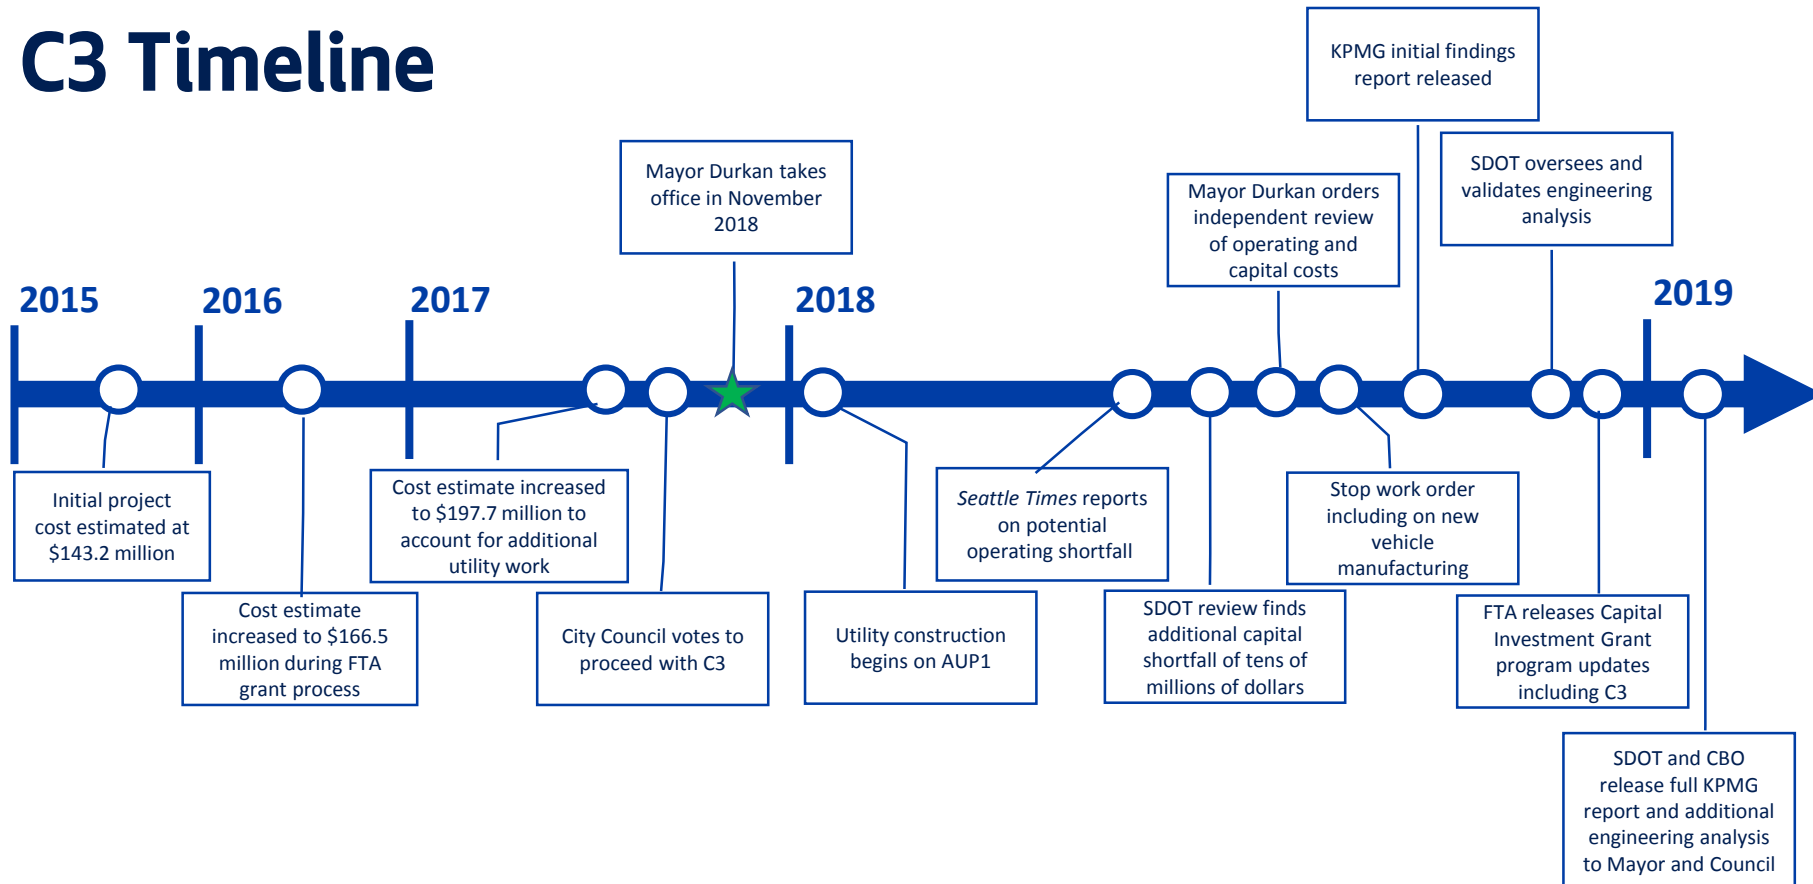 C3 Timeline
KPMG initial findings
report released
Mayor Durkan takes
office in November
2018
SDOT oversees and
validates engineering
analysis
Mayor Durkan orders
independent review
of operating and
capital costs
2015
2016
2017
2018
2019
Initial project
cost estimated at
$143.2 million
Cost estimate
increased to $166.5
million during FTA
grant process
Cost estimate increased
to $197.7 million to
account for additional
utility work
City Council votes to
proceed with C3
Utility construction
begins on AUP1
Seattle Times reports
on potential
operating shortfall
SDOT review finds
additional capital
shortfall of tens of
millions of dollars
Stop work order
including on new
vehicle
manufacturing
FTA releases Capital
Investment Grant
program updates
including C3
SDOT and CBO
release full KPMG
report and additional
engineering analysis
to Mayor and Council